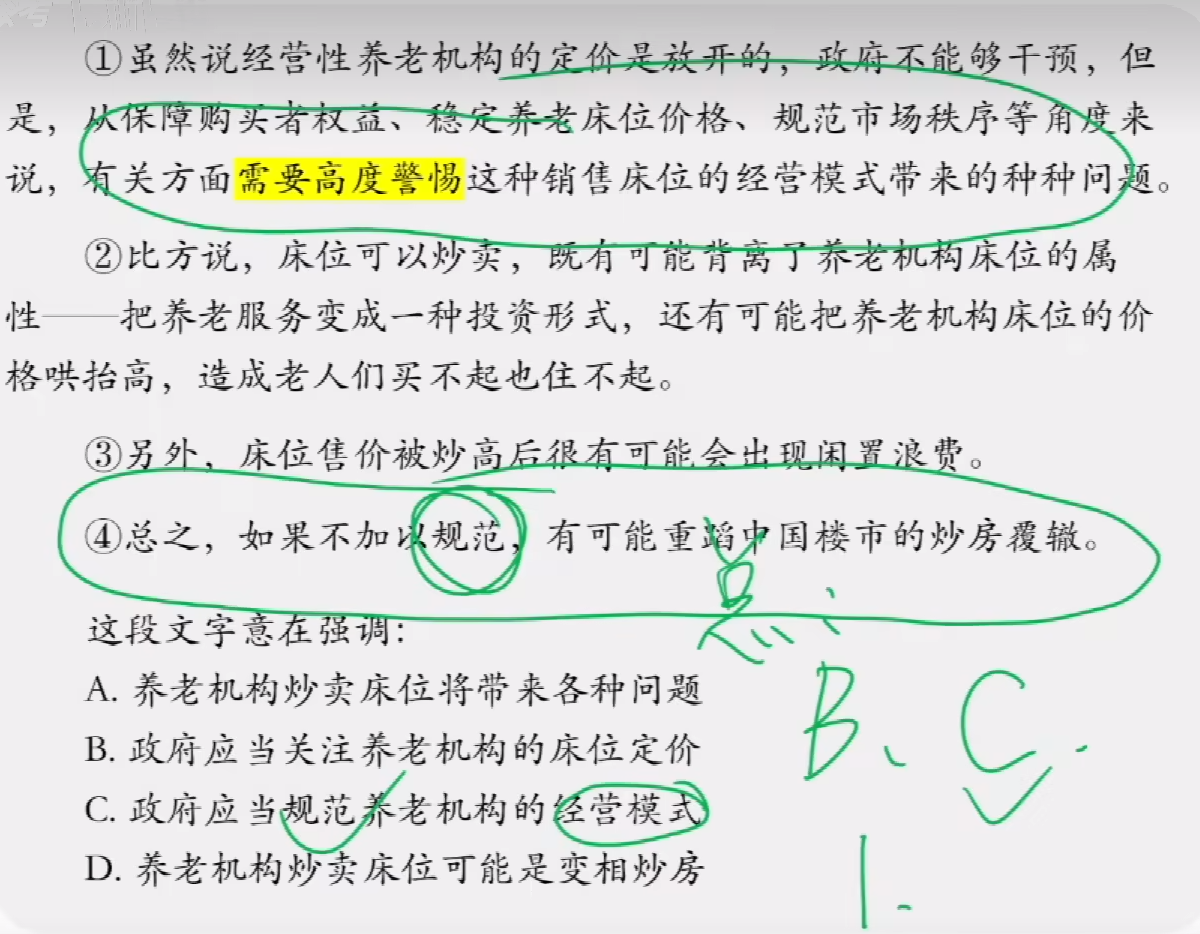 ①虽然说经营性养老机构的定价是放开的，政府不能够干预，但
是，从保障购买者权益、稳定养老床位价格、规范市场秩序等角度来
说，有关方面需要高度警惕这种销售床位的经营模式带来的种种问题。
②比方说，床位可以炒卖，既有可能背离了养老机构床位的属
性——把养老服务变成一种投资形式，还有可能把养老机构床位的价
格哄抬高，造成老人们买不起也住不起。
③另外，床位售价被炒高后很有可能会出现闲置浪费。
④总之，如果不加以规范，有可能重蹈中国楼市的炒房覆辙。
点：
这段文字意在强调：
A. 养老机构炒卖床位将带来各种问题
B. 政府应当关注养老机构的床位定价
B、C.
C. 政府应当规范养老机构的经营模式
D. 养老机构炒卖床位可能是变相炒房
1.